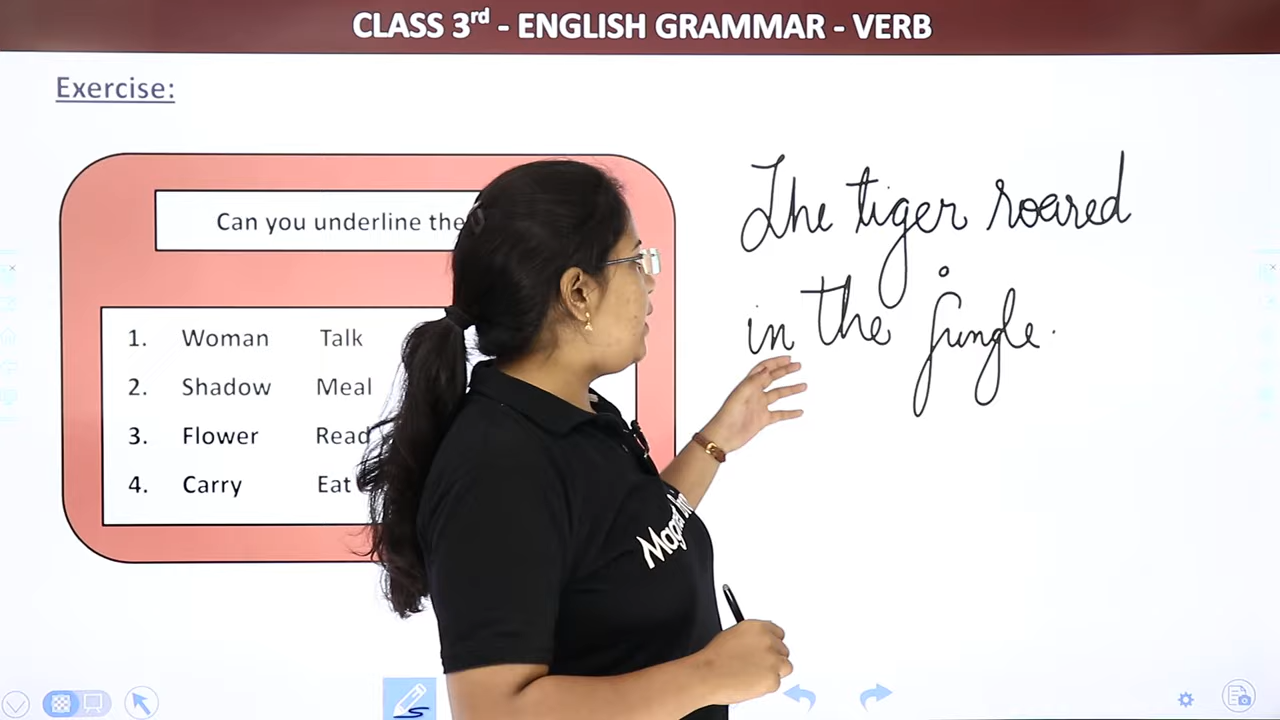 CLASS 3rd - ENGLISH GRAMMAR - VERB
Exercise:
Can you underline the
1. Woman Talk
2. Shadow Meal
3. Flower Read
4. Carry Eat
The tiger roared
in the jungle.